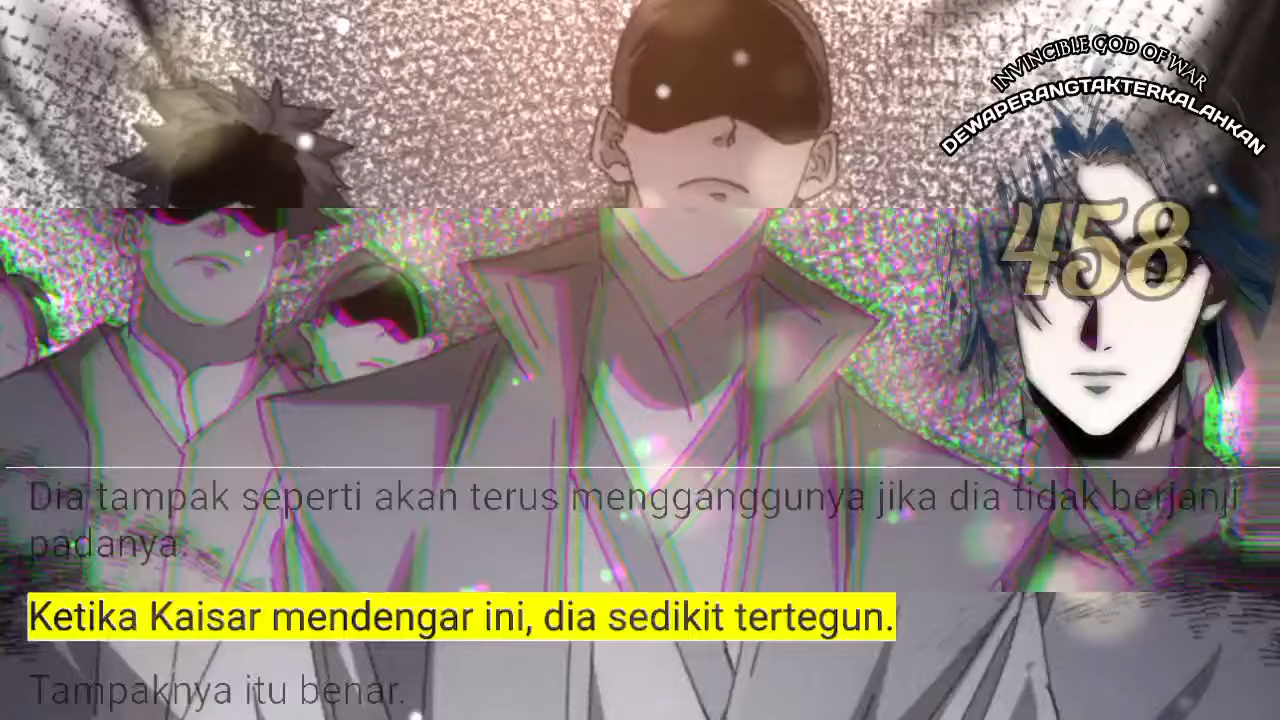 INVINCIBLE GOD OF WAR
DEWAPERANGTAKTERKALAHKAN
458
Dia tampak seperti akan terus mengganggunya jika dia tidak berjanji
padanya.
Ketika Kaisar mendengar ini, dia sedikit tertegun.
Tampaknya itu benar.